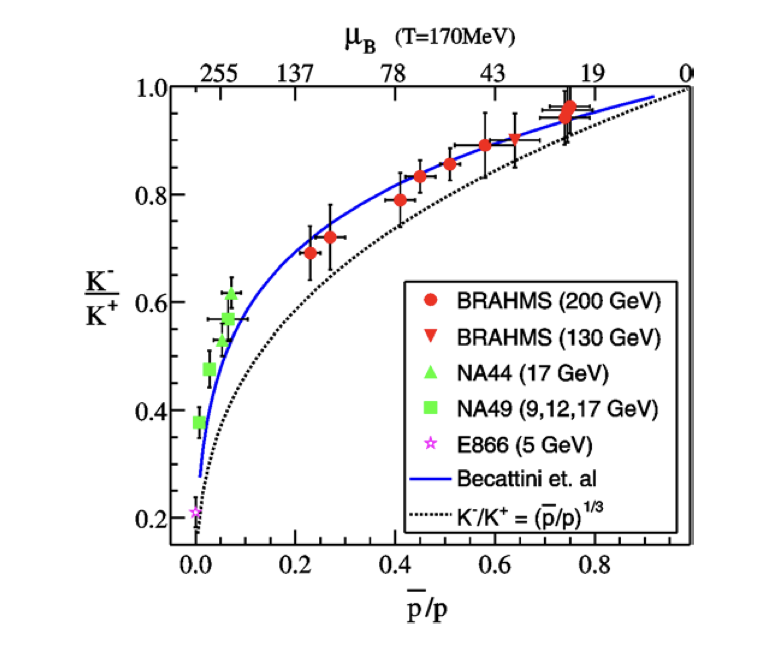 μB (T=170MeV)
255 137 78 43 19 0
1.0
0.8
K⁻/K⁺
0.6
0.4
0.2
BRAHMS (200 GeV)
BRAHMS (130 GeV)
NA44 (17 GeV)
NA49 (9,12,17 GeV)
E866 (5 GeV)
Becattini et. al
K⁻/K⁺ = (p̅/p)¹/³
0.0 0.2 0.4 0.6 0.8
p̅/p